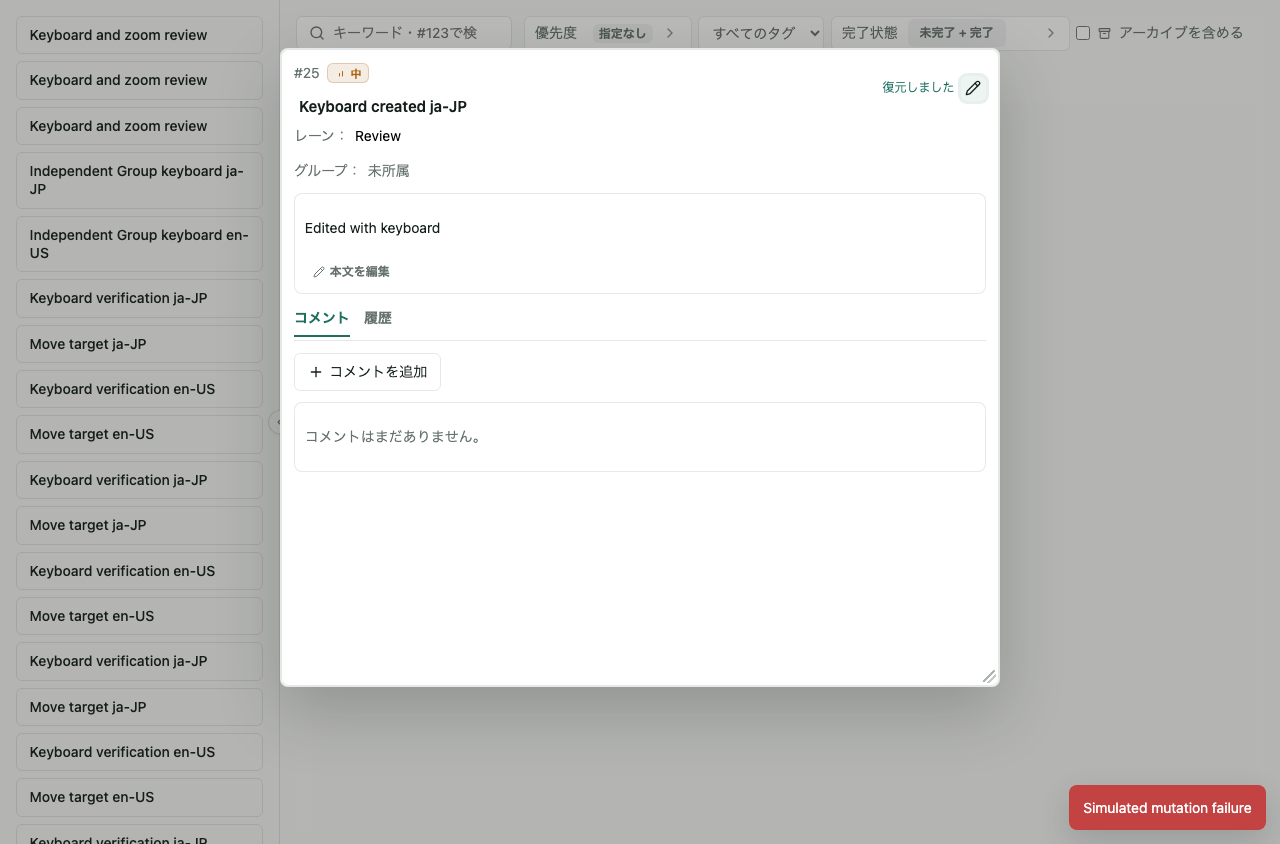 Keyboard and zoom review
Keyboard and zoom review
Keyboard and zoom review
Independent Group keyboard ja-
JP
Independent Group keyboard en-
US
Keyboard verification ja-JP
Move target ja-JP
Keyboard verification en-US
Move target en-US
Keyboard verification ja-JP
Move target ja-JP
Keyboard verification en-US
Move target en-US
Keyboard verification ja-JP
Move target ja-JP
Keyboard verification en-US
Move target en-US
Keyboard verification ja-JP
キーワード・#123で検
優先度 指定なし
すべてのタグ
完了状態 未完了 + 完了
アーカイブを含める
#25 中
復元しました
Keyboard created ja-JP
レーン： Review
グループ： 未所属
Edited with keyboard
本文を編集
コメント 履歴
+ コメントを追加
コメントはまだありません。
Simulated mutation failure